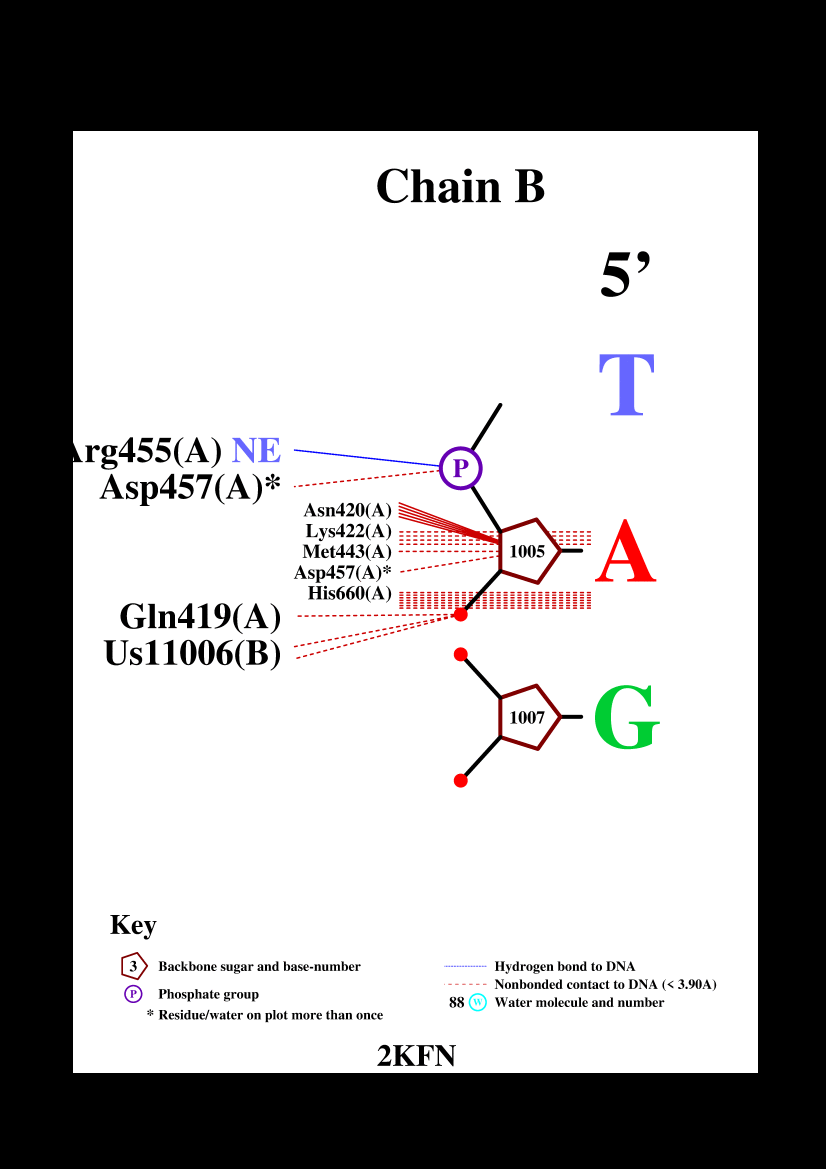 Chain B
5’
T
Arg455(A) NE
P
Asp457(A)*
Asn420(A)
Lys422(A)
Met443(A)
1005
A
Asp457(A)*
His660(A)
Gln419(A)
Us11006(B)
1007
G
Key
3 Backbone sugar and base-number
P Phosphate group
* Residue/water on plot more than once
Hydrogen bond to DNA
Nonbonded contact to DNA (< 3.90A)
88 W Water molecule and number
2KFN